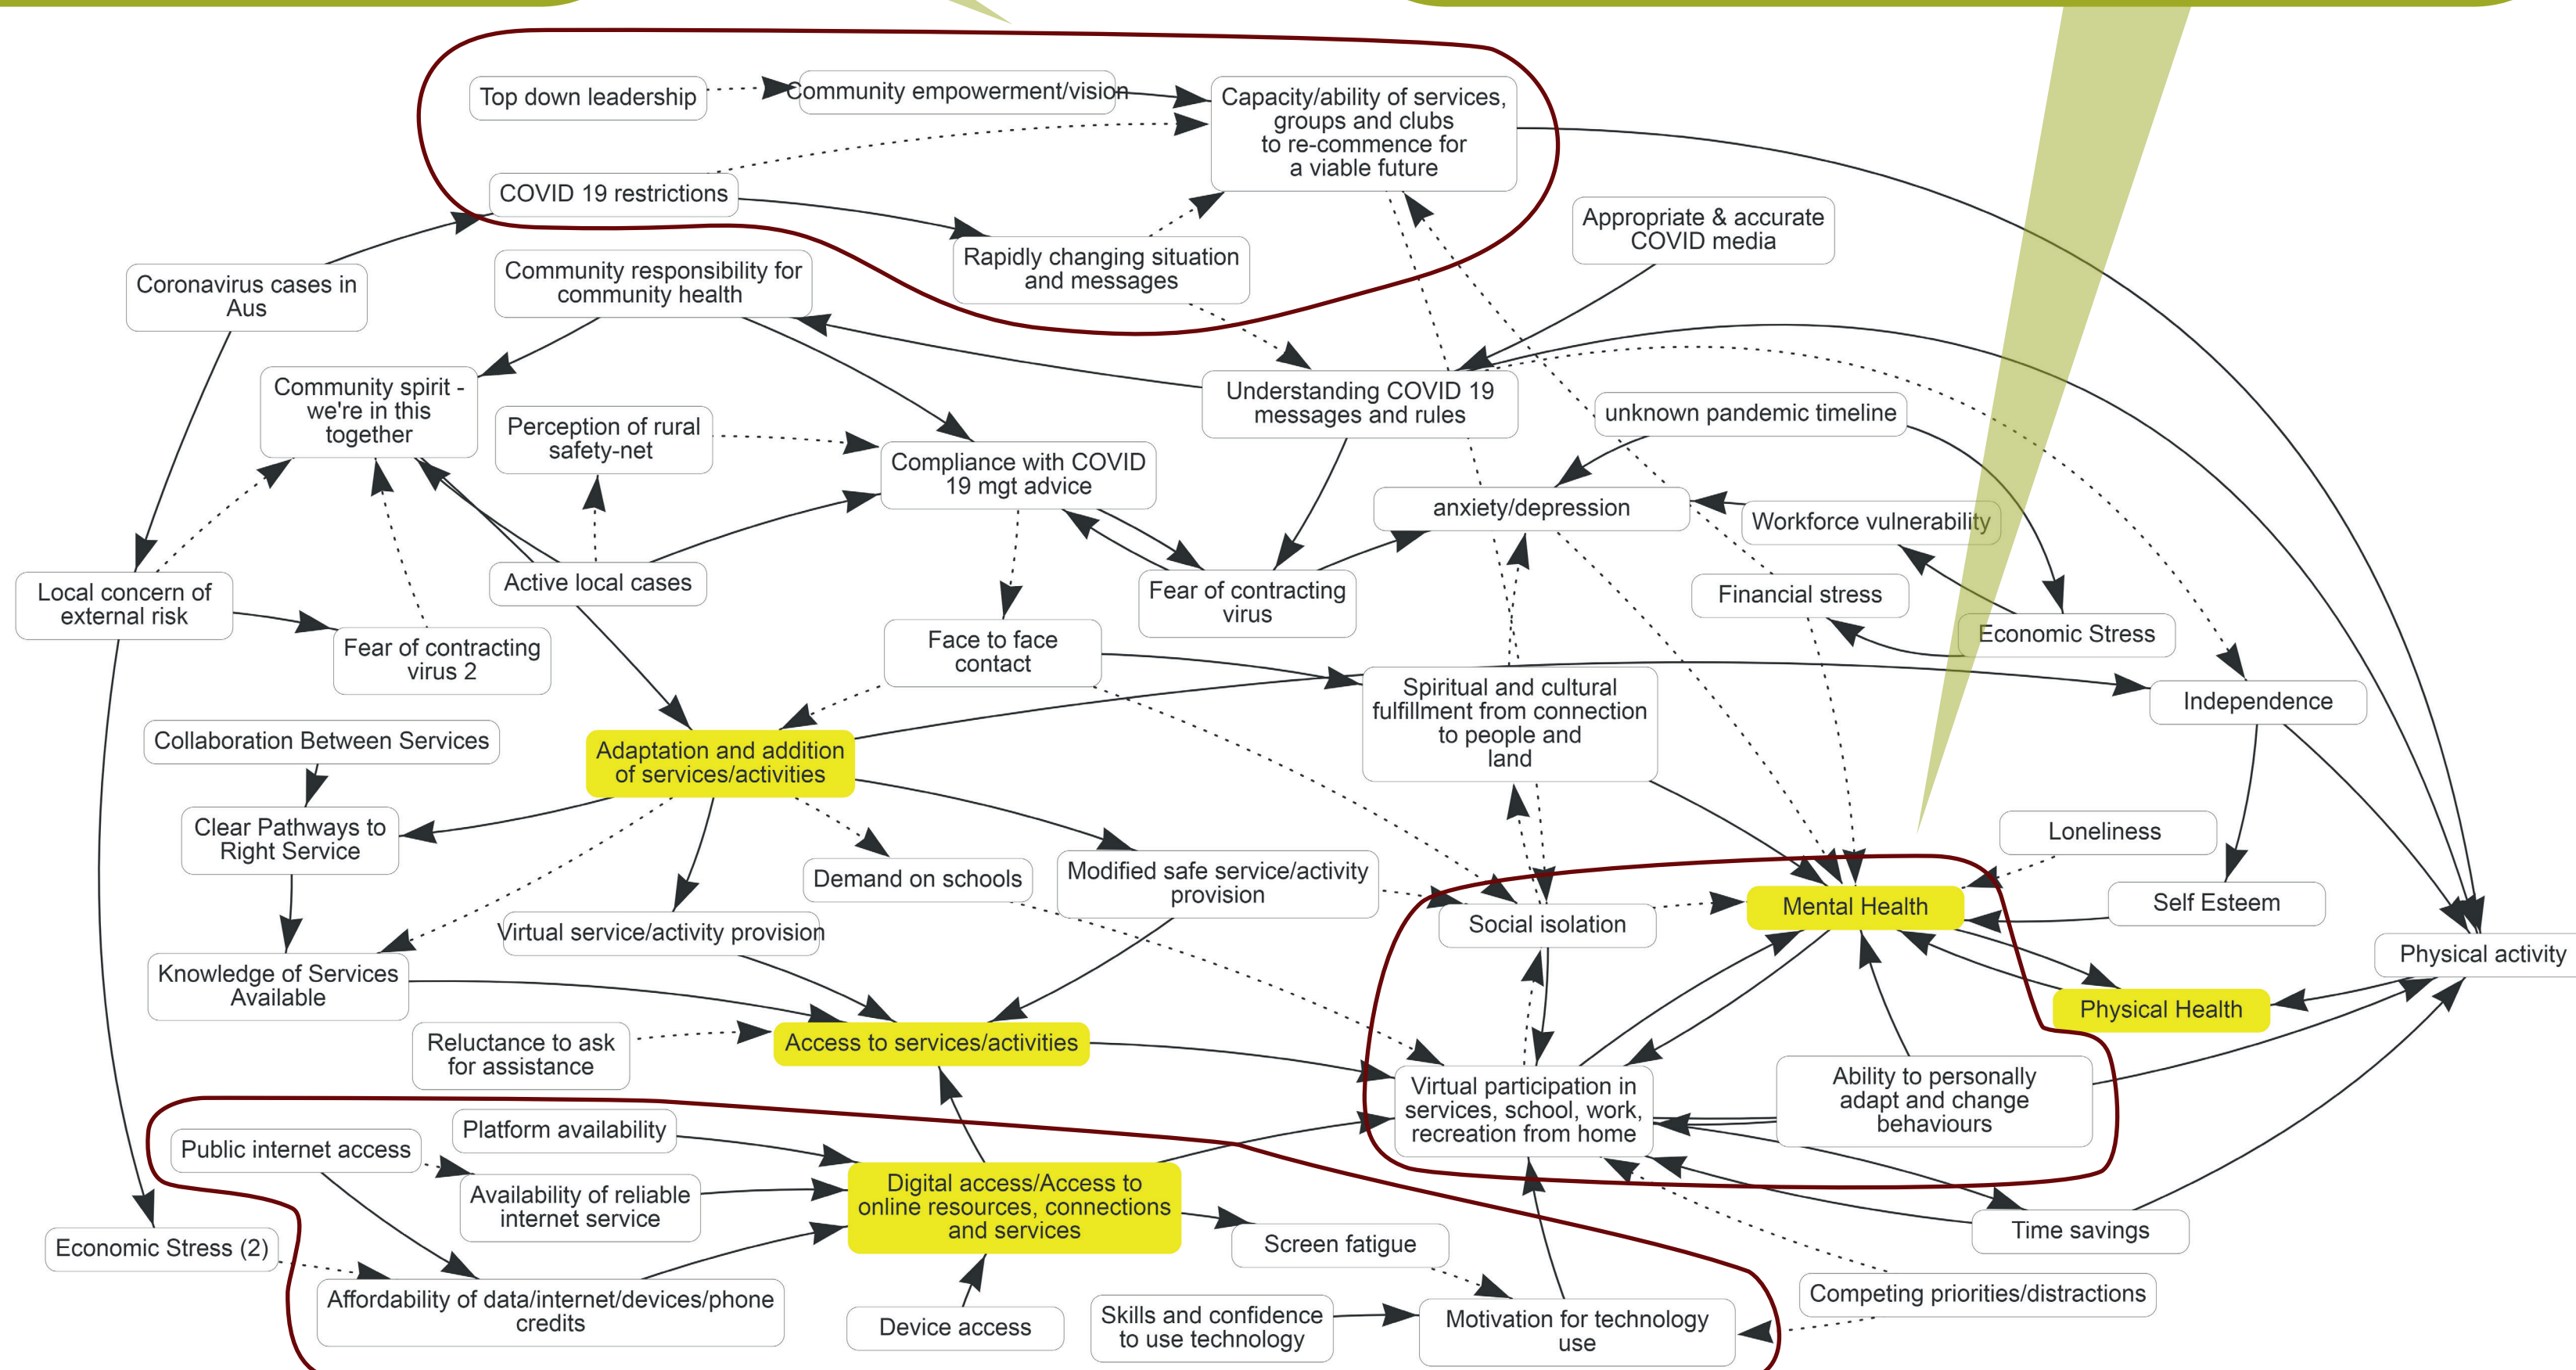 Top down leadership
Community empowerment/vision
Capacity/ability of services,
groups and clubs
to re-commence for
a viable future
COVID 19 restrictions
Appropriate & accurate
COVID media
Rapidly changing situation
and messages
Community responsibility for
community health
Coronavirus cases in
Aus
Community spirit -
we're in this
together
Perception of rural
safety-net
Understanding COVID 19
messages and rules
unknown pandemic timeline
Compliance with COVID
19 mgt advice
anxiety/depression
Workforce vulnerability
Local concern of
external risk
Active local cases
Fear of contracting
virus
Financial stress
Economic Stress
Fear of contracting
virus 2
Face to face
contact
Spiritual and cultural
fulfillment from connection
to people and
land
Independence
Collaboration Between Services
Adaptation and addition
of services/activities
Clear Pathways to
Right Service
Loneliness
Demand on schools
Modified safe service/activity
provision
Mental Health
Self Esteem
Virtual service/activity provision
Social isolation
Physical activity
Knowledge of Services
Available
Physical Health
Reluctance to ask
for assistance
Access to services/activities
Virtual participation in
services, school, work,
recreation from home
Ability to personally
adapt and change
behaviours
Platform availability
Public internet access
Availability of reliable
internet service
Digital access/Access to
online resources, connections
and services
Time savings
Economic Stress (2)
Screen fatigue
Affordability of data/internet/devices/phone
credits
Device access
Skills and confidence
to use technology
Motivation for technology
use
Competing priorities/distractions